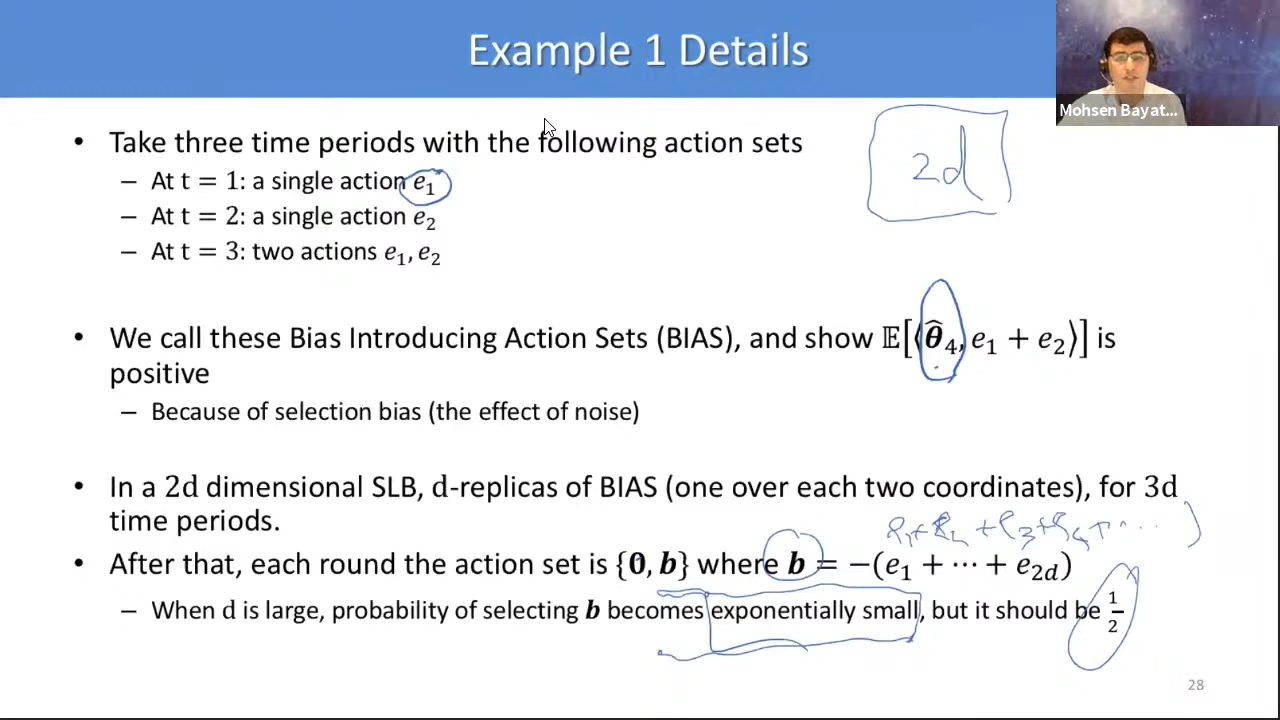 Example 1 Details
Mohsen Bayat...
• Take three time periods with the following action sets
– At t = 1: a single action e₁
– At t = 2: a single action e₂
– At t = 3: two actions e₁, e₂
2d
• We call these Bias Introducing Action Sets (BIAS), and show 𝔼[⟨θ̂₄, e₁ + e₂⟩] is
positive
– Because of selection bias (the effect of noise)
• In a 2d dimensional SLB, d-replicas of BIAS (one over each two coordinates), for 3d
time periods.
e₁+e₂ +e₃+e₄+ ... )
• After that, each round the action set is {0, b} where b = −(e₁ + ⋯ + e₂d)
– When d is large, probability of selecting b becomes exponentially small, but it should be 1/2
28